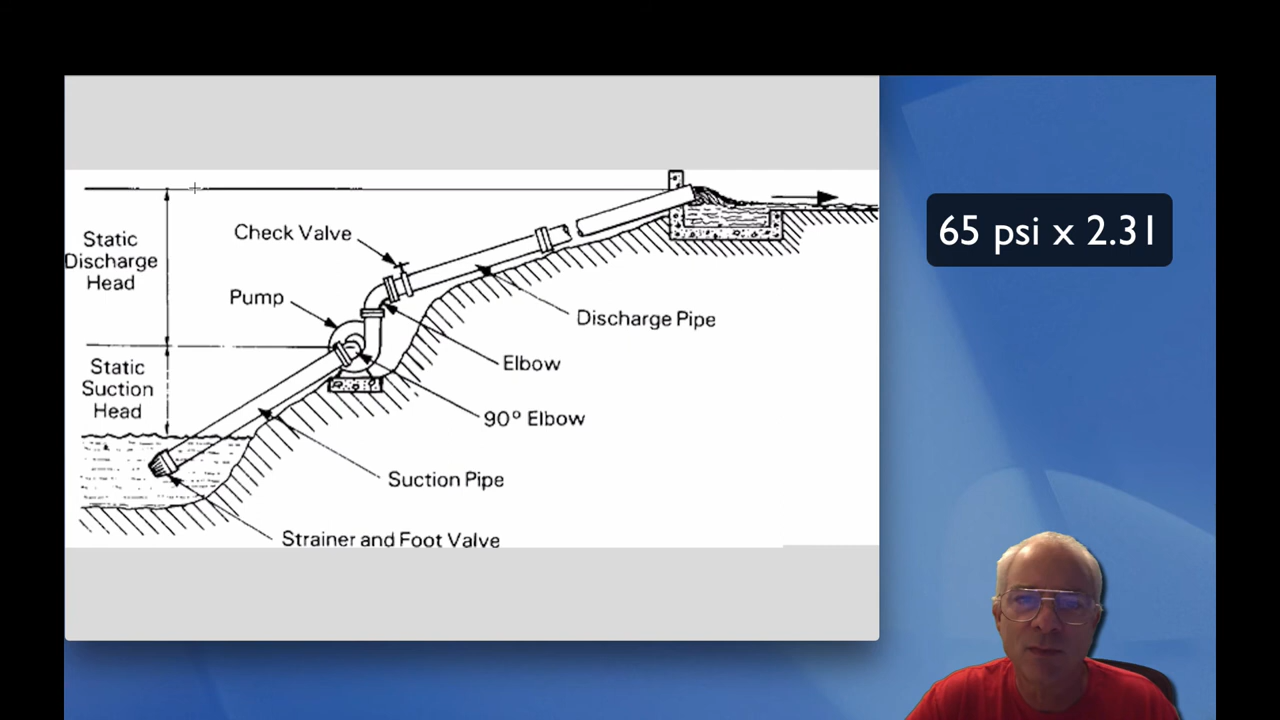 Static
Discharge
Head
Check Valve
Pump
65 psi x 2.31
Discharge Pipe
Static
Suction
Head
Elbow
90° Elbow
Suction Pipe
Strainer and Foot Valve